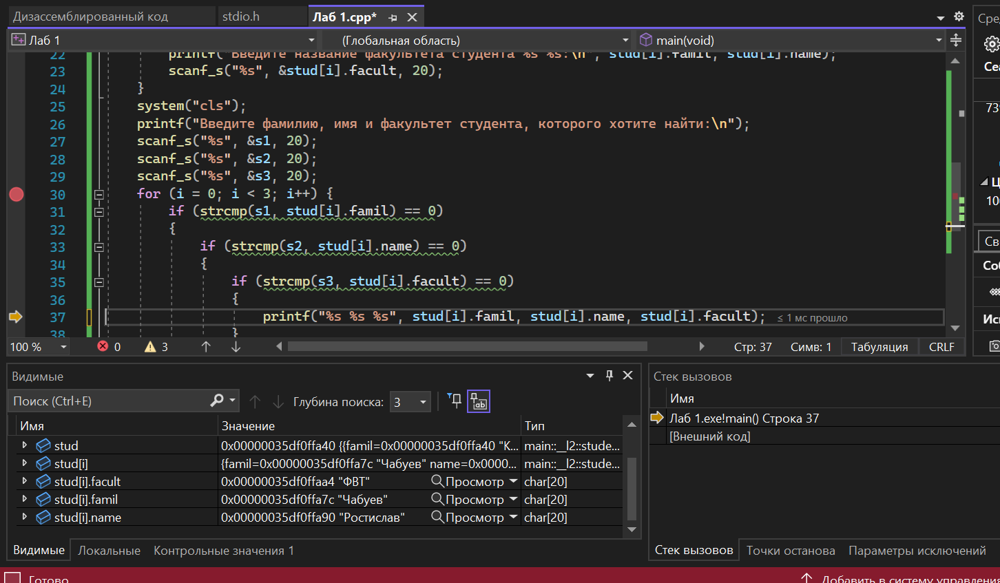 Дизассемблированный код stdio.h Лаб 1.cpp*
Лаб 1 (Глобальная область) main(void)
22 printf("Введите название факультета студента %s %s:\n", stud[i].famil, stud[i].name);
23 scanf_s("%s", &stud[i].facult, 20);
24 }
25 system("cls");
26 printf("Введите фамилию, имя и факультет студента, которого хотите найти:\n");
27 scanf_s("%s", &s1, 20);
28 scanf_s("%s", &s2, 20);
29 scanf_s("%s", &s3, 20);
30 for (i = 0; i < 3; i++) {
31 if (strcmp(s1, stud[i].famil) == 0)
32 {
33 if (strcmp(s2, stud[i].name) == 0)
34 {
35 if (strcmp(s3, stud[i].facult) == 0)
36 {
37 printf("%s %s %s", stud[i].famil, stud[i].name, stud[i].facult); ≤ 1 мс прошло
38 }
100 % 0 3 Стр: 37 Симв: 1 Табуляция CRLF
Видимые
Поиск (Ctrl+E) Глубина поиска: 3
Имя Значение Тип
stud 0x00000035df0ffa40 {{famil=0x00000035df0ffa40 "К... main::__l2::stude...
stud[i] {famil=0x00000035df0ffa7c "Чабуев" name=0x0000... main::__l2::stude...
stud[i].facult 0x00000035df0ffaa4 "ФВТ" Просмотр char[20]
stud[i].famil 0x00000035df0ffa7c "Чабуев" Просмотр char[20]
stud[i].name 0x00000035df0ffa90 "Ростислав" Просмотр char[20]
Видимые Локальные Контрольные значения 1
Стек вызовов
Имя
Лаб 1.exe!main() Строка 37
[Внешний код]
Стек вызовов Точки останова Параметры исключений
Готово Добавить в систему управления
Сре
Сеа
73
Ц
10
Св
Соб
Ис